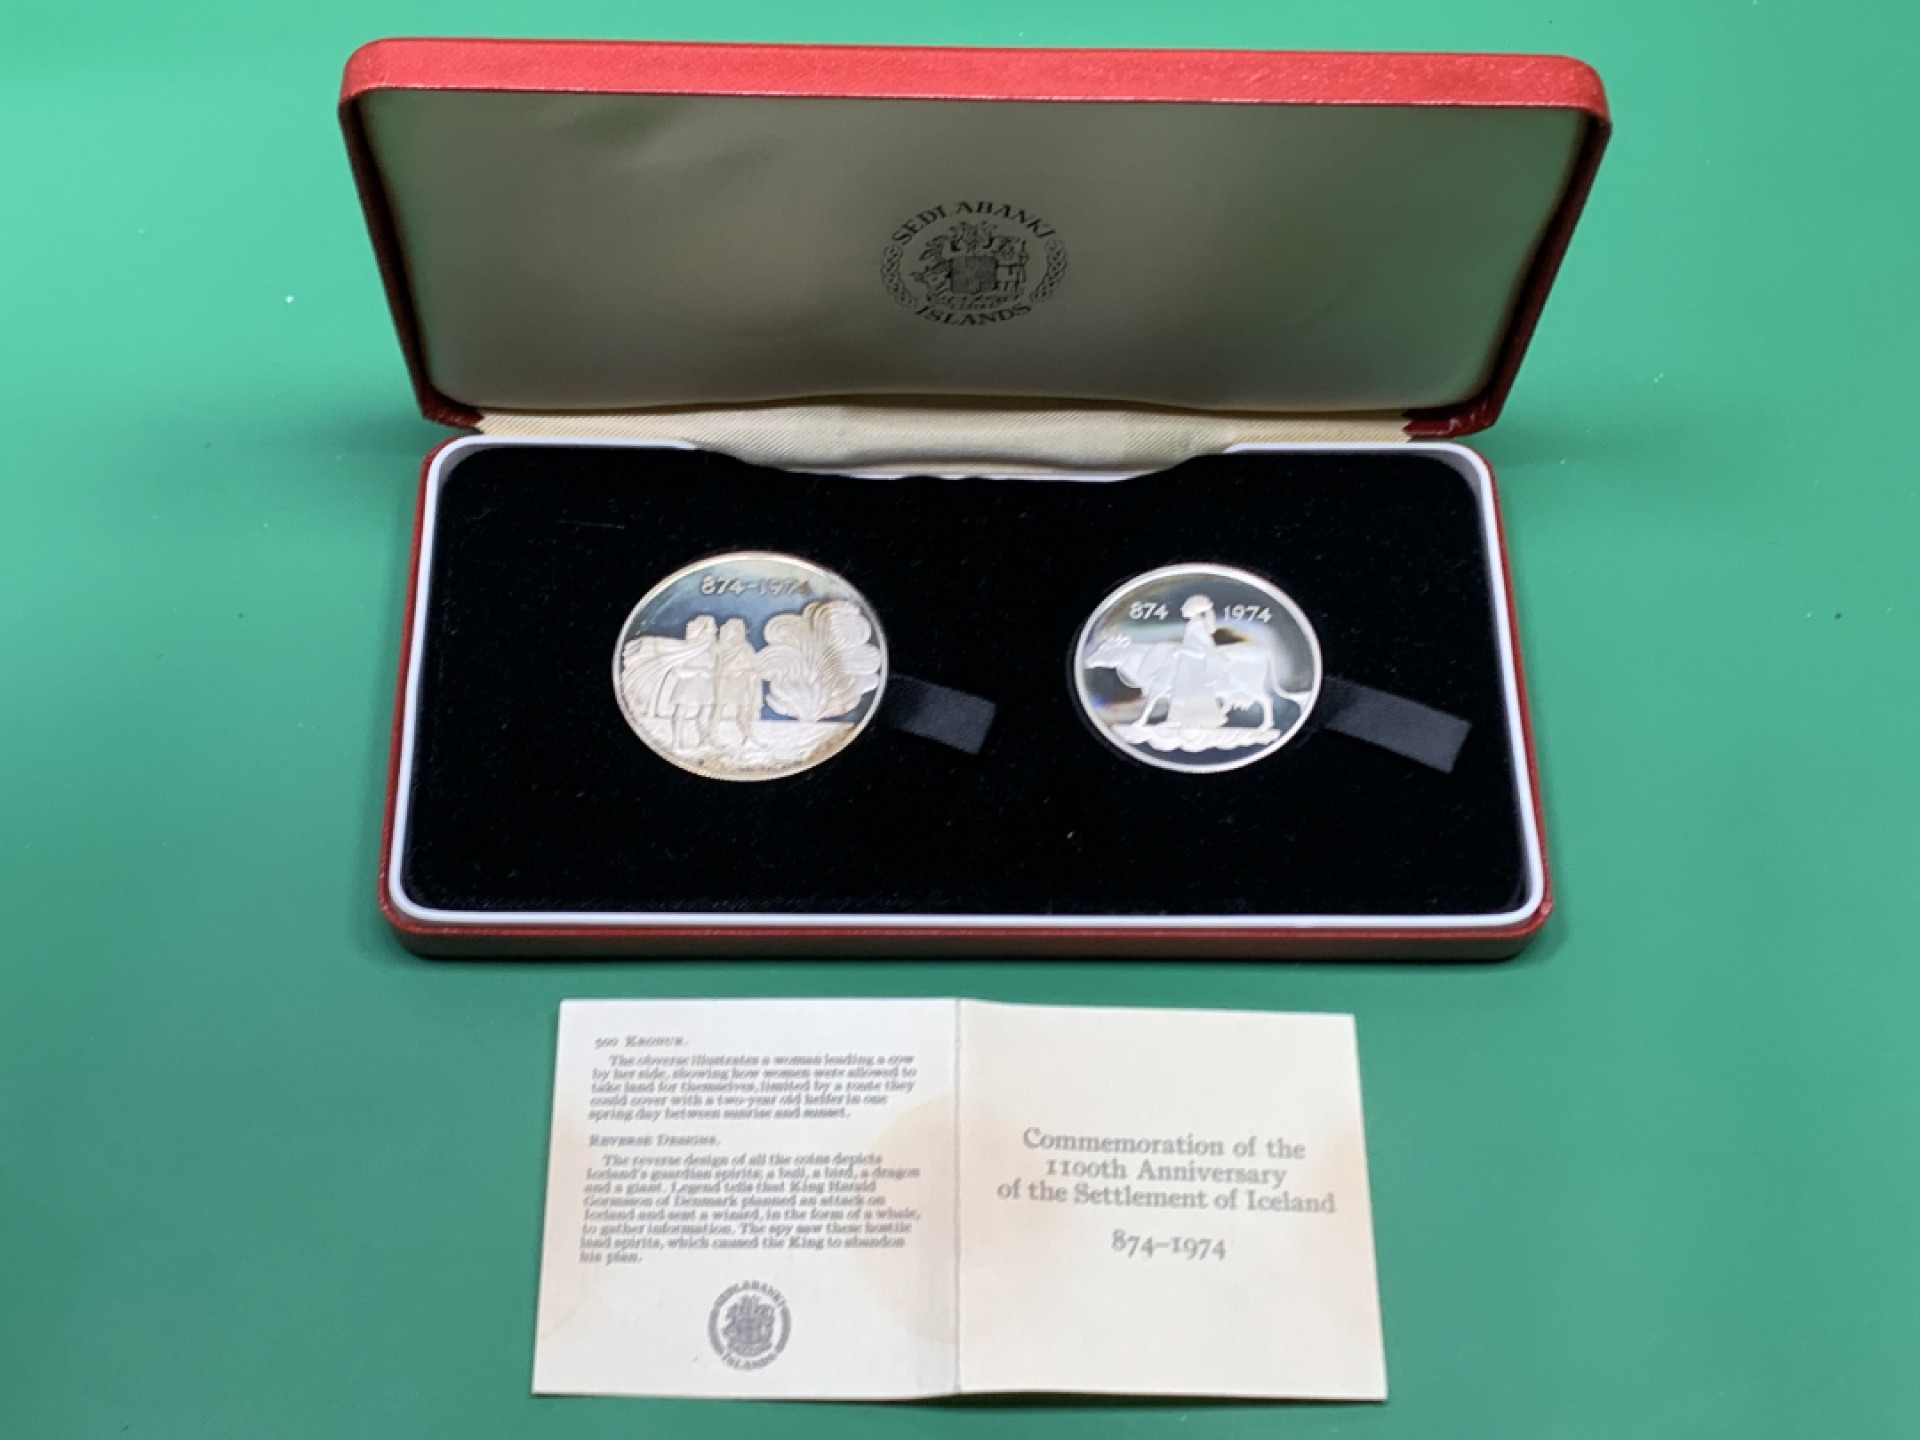 SEDLABANKI
ISLANDS
874-1974
874 1974
500 KRONUR.
The obverse illustrates a woman leading a cow
by her side, showing how women were allowed to
take land for themselves, limited by a route they
could cover with a two-year old heifer in one
spring day between sunrise and sunset.
REVERSE DESIGNS.
The reverse design of all the coins depicts
Iceland's guardian spirits; a bull, a bird, a dragon
and a giant. Legend tells that King Harald
Gormsson of Denmark planned an attack on
Iceland and sent a wizard, in the form of a whale,
to gather information. The spy saw these hostile
land spirits, which caused the King to abandon
his plan.
SEDLABANKI
ISLANDS
Commemoration of the
1100th Anniversary
of the Settlement of Iceland
874–1974